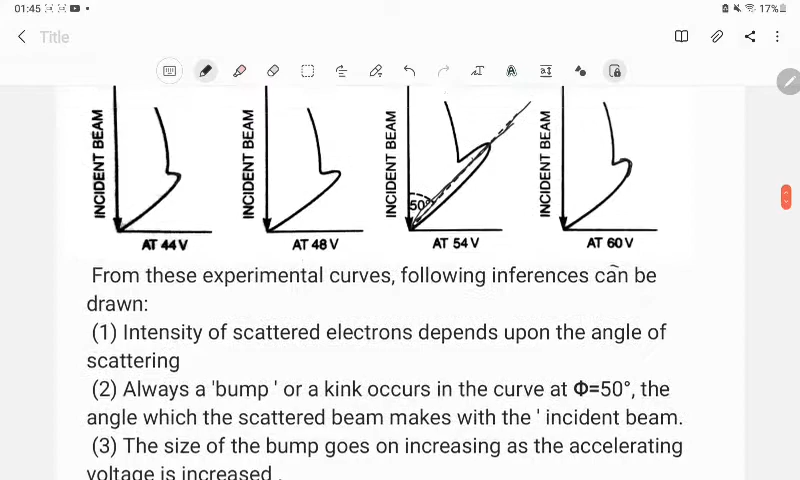 01:45
17%
Title
INCIDENT BEAM
INCIDENT BEAM
INCIDENT BEAM
INCIDENT BEAM
50°
AT 44 V
AT 48 V
AT 54 V
AT 60 V
From these experimental curves, following inferences can be
drawn:
(1) Intensity of scattered electrons depends upon the angle of
scattering
(2) Always a 'bump ' or a kink occurs in the curve at Φ=50°, the
angle which the scattered beam makes with the ' incident beam.
(3) The size of the bump goes on increasing as the accelerating
voltage is increased .